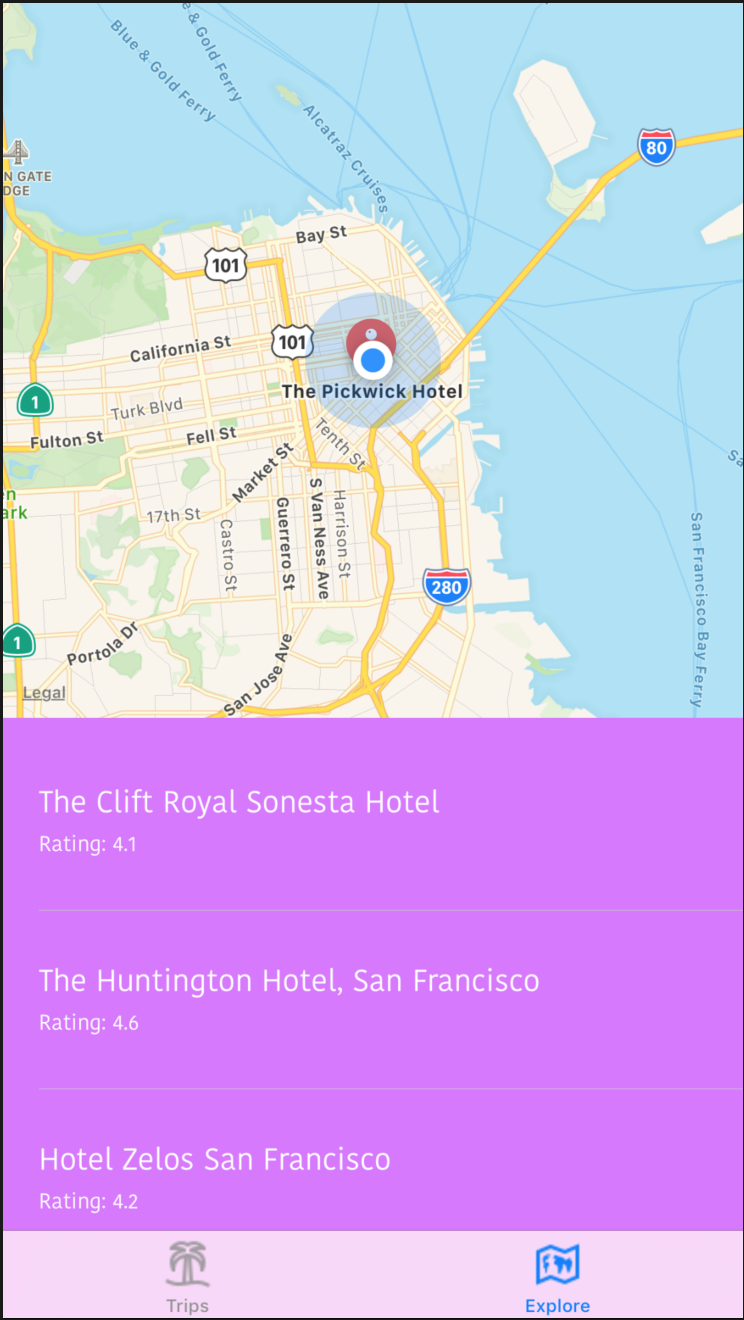 e & Gold Ferry
Blue & Gold Ferry
Alcatraz Cruises
80
N GATE
DGE
Bay St
101
101
California St
The Pickwick Hotel
1
Turk Blvd
Fulton St
Fell St
Tenth St
Market St
en
ark
17th St
Castro St
Guerrero St
S Van Ness Ave
Harrison St
280
San Francisco Bay Ferry
Sa
1
Portola Dr
San Jose Ave
Legal
The Clift Royal Sonesta Hotel
Rating: 4.1
The Huntington Hotel, San Francisco
Rating: 4.6
Hotel Zelos San Francisco
Rating: 4.2
Trips
Explore